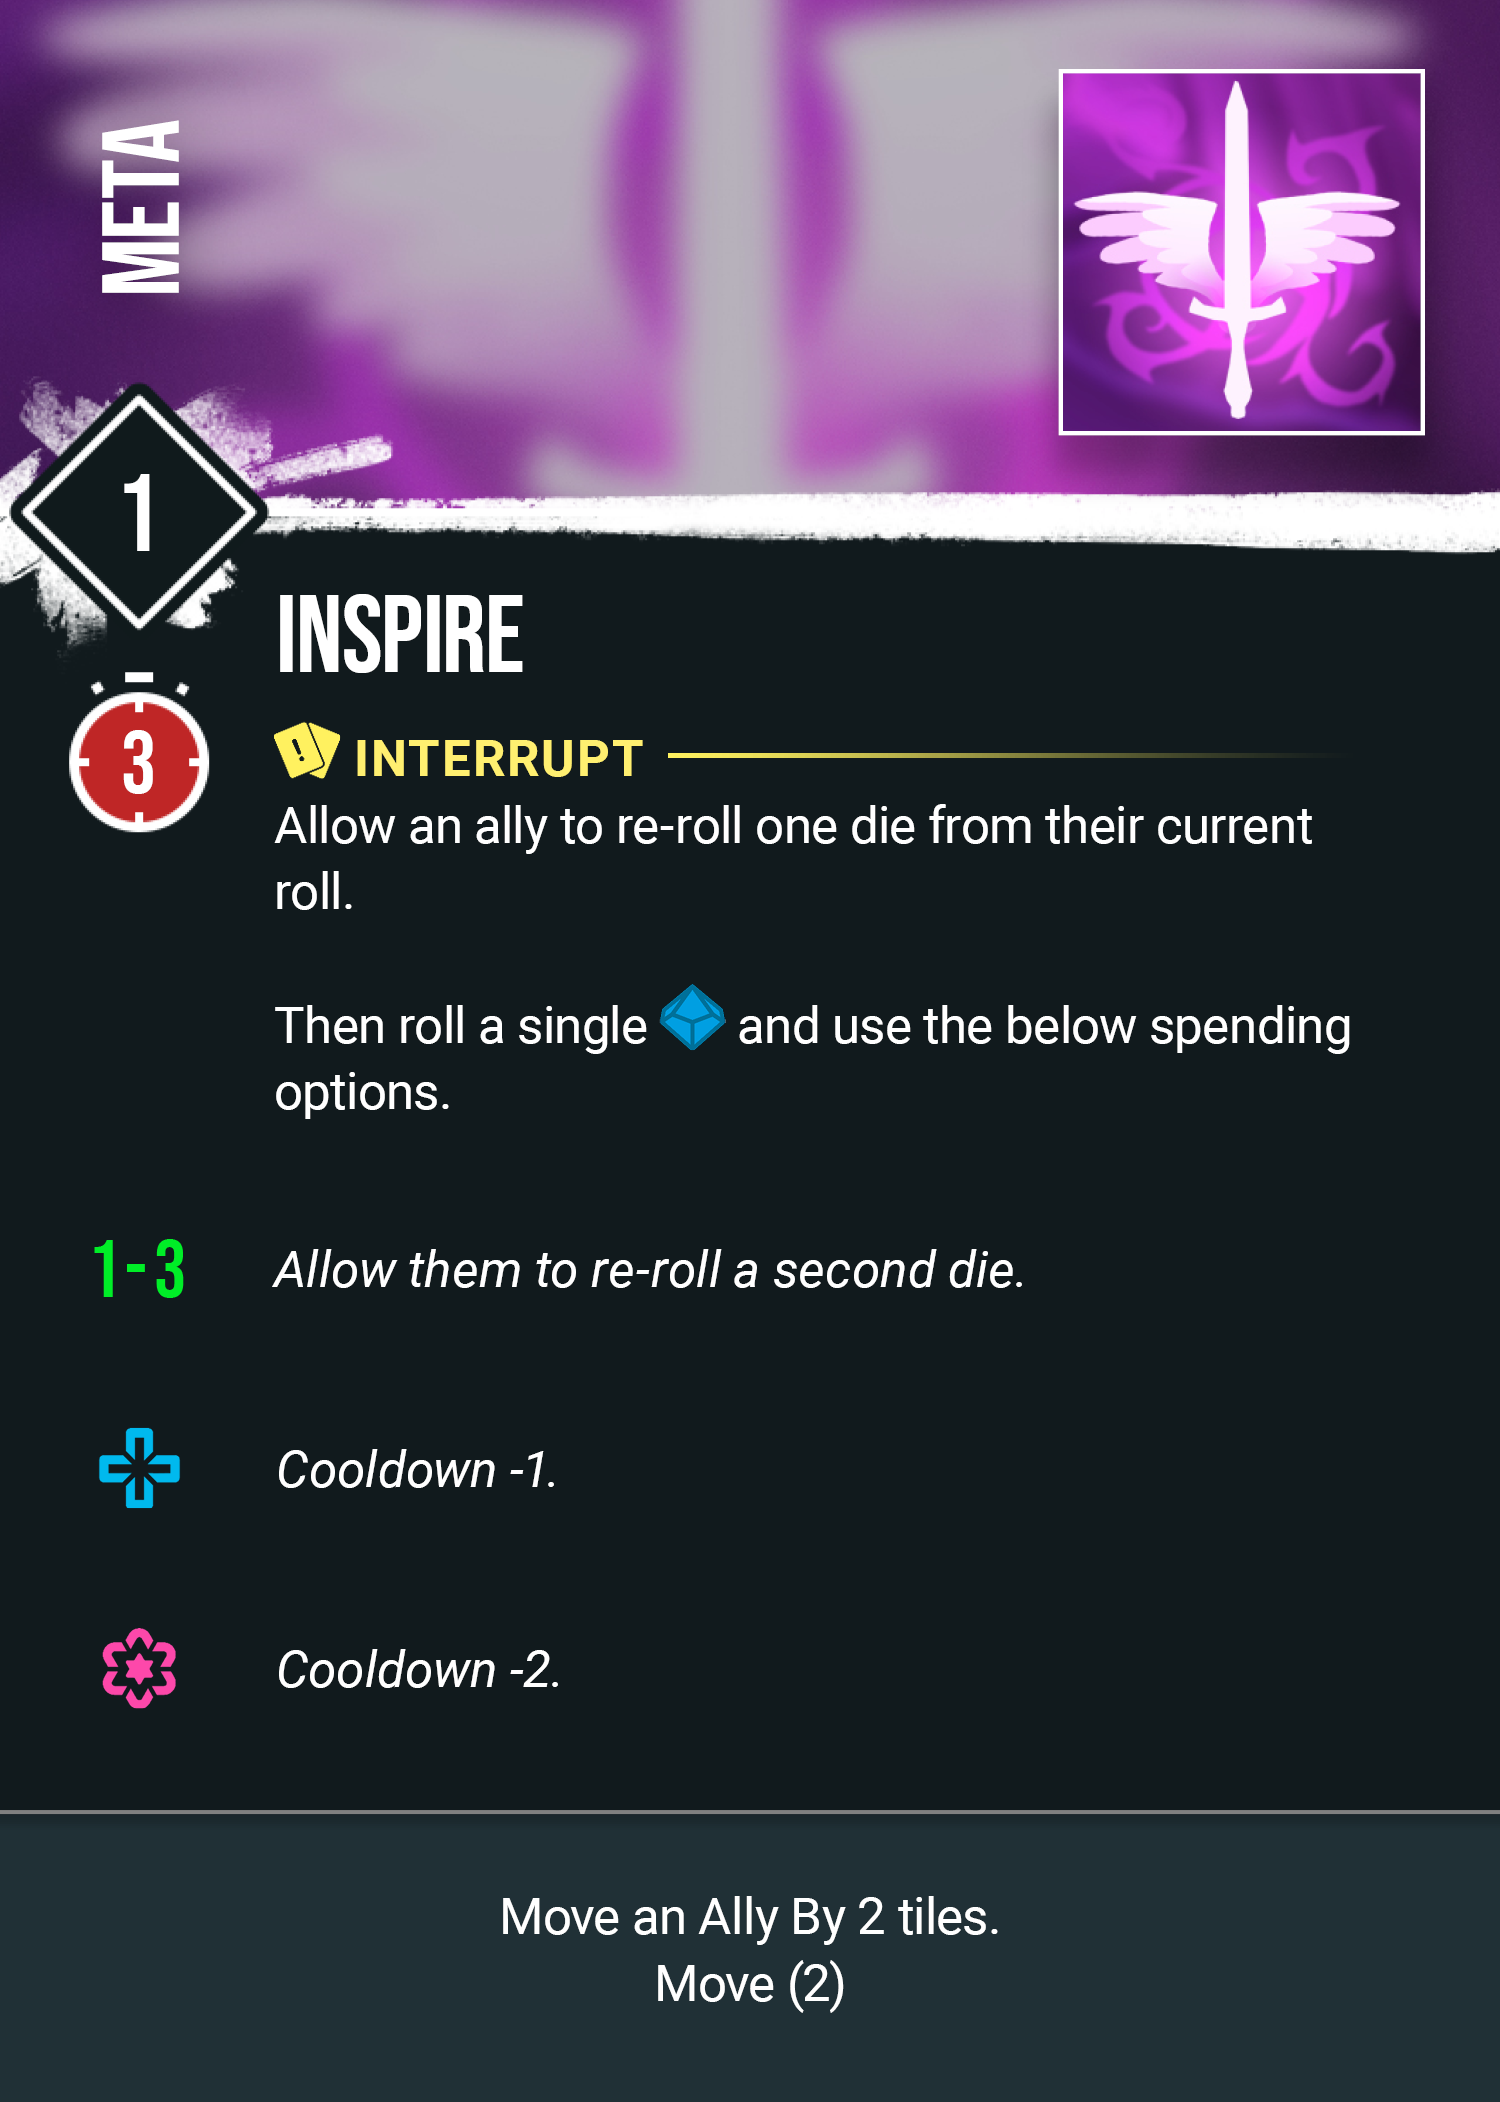 META
1
INSPIRE
3
! INTERRUPT
Allow an ally to re-roll one die from their current
roll.
Then roll a single and use the below spending
options.
1-3 Allow them to re-roll a second die.
Cooldown -1.
Cooldown -2.
Move an Ally By 2 tiles.
Move (2)